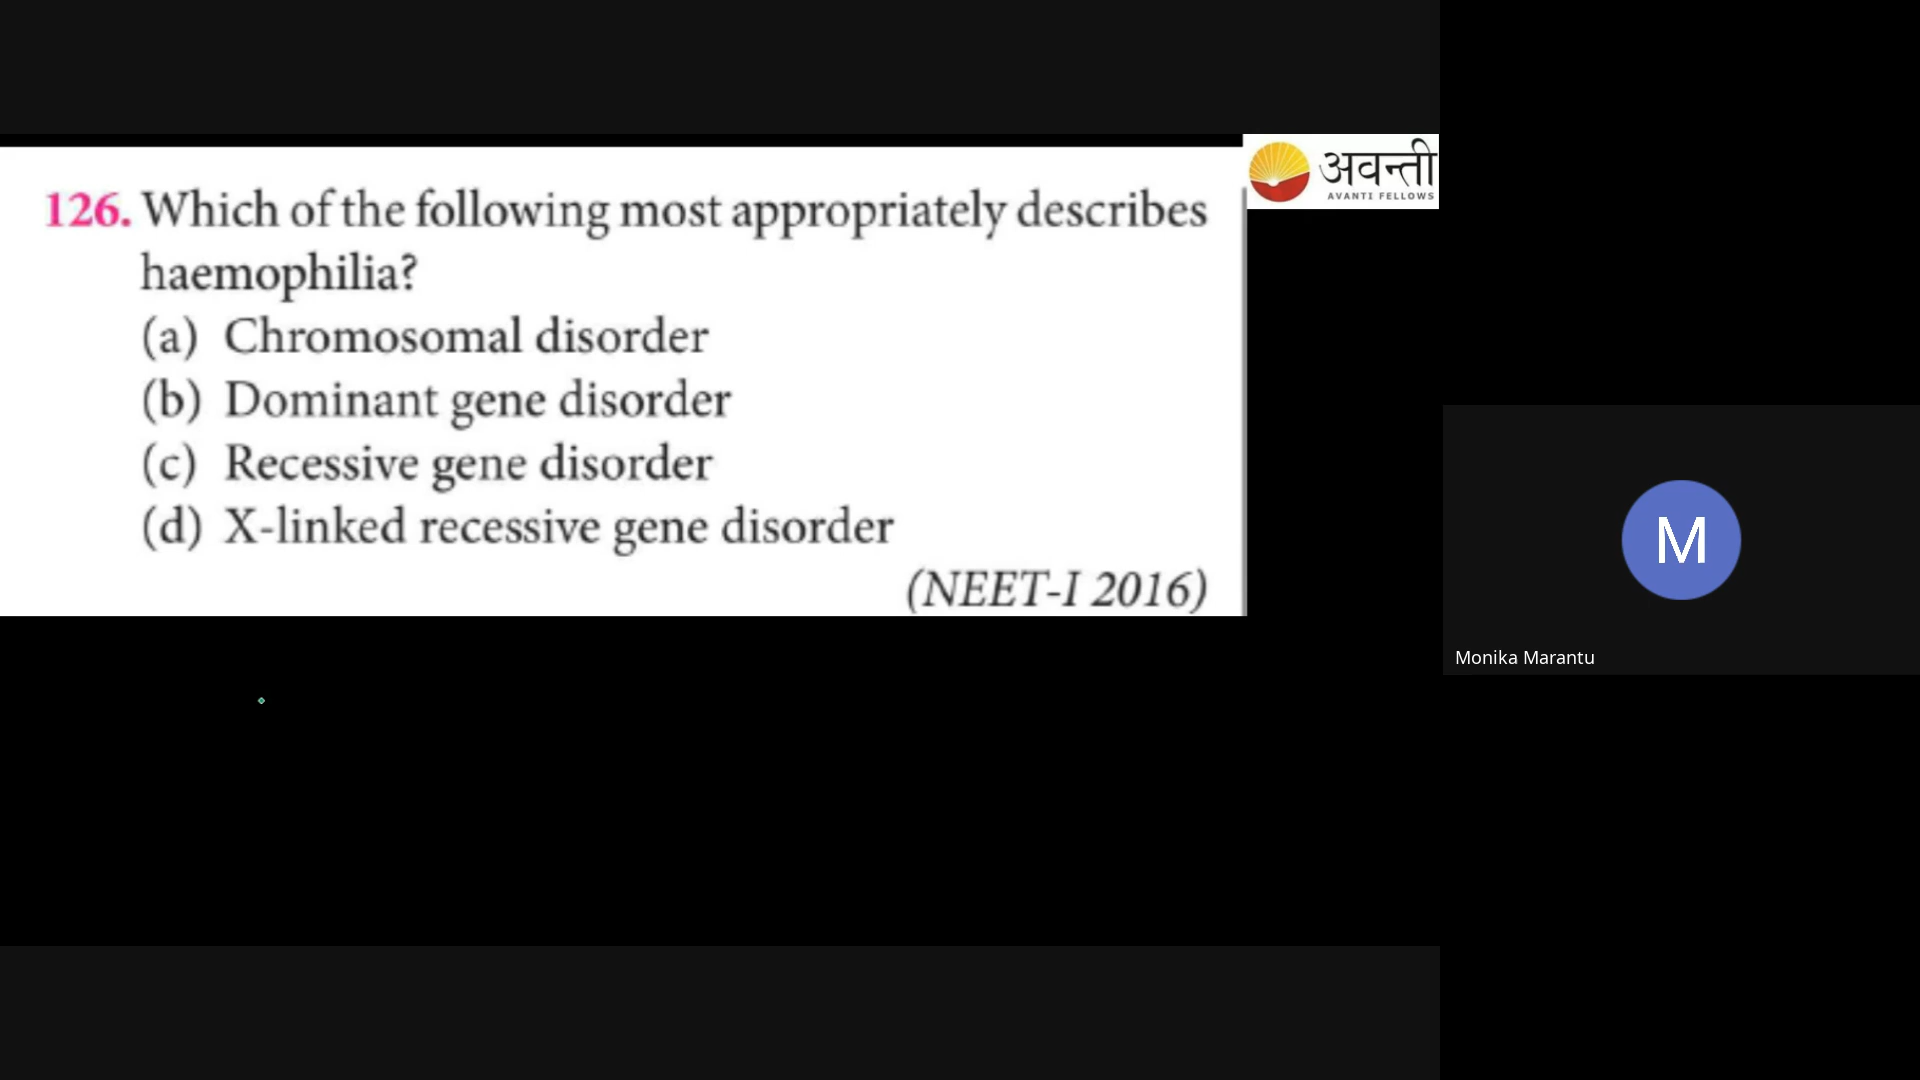 126. Which of the following most appropriately describes
haemophilia?
(a) Chromosomal disorder
(b) Dominant gene disorder
(c) Recessive gene disorder
(d) X-linked recessive gene disorder
(NEET-I 2016)
अवन्ती
AVANTI FELLOWS
M
Monika Marantu